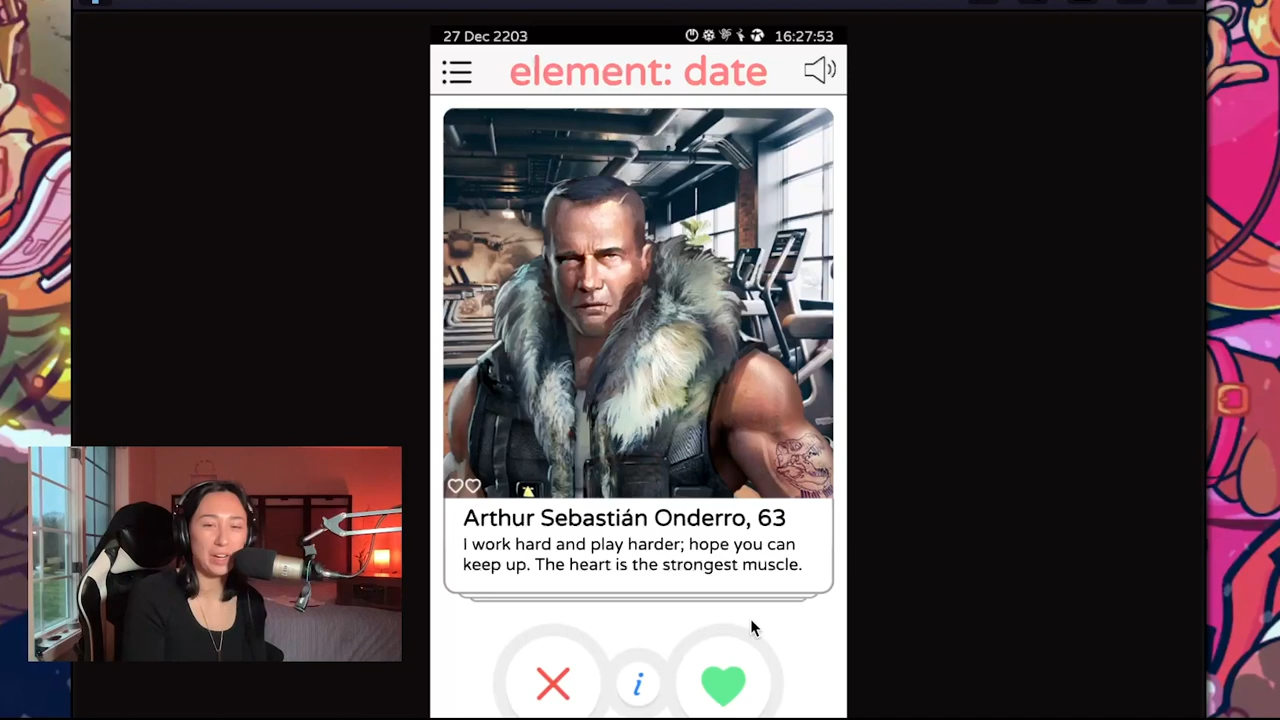 27 Dec 2203
16:27:53
element: date
Arthur Sebastián Onderro, 63
I work hard and play harder; hope you can
keep up. The heart is the strongest muscle.
i